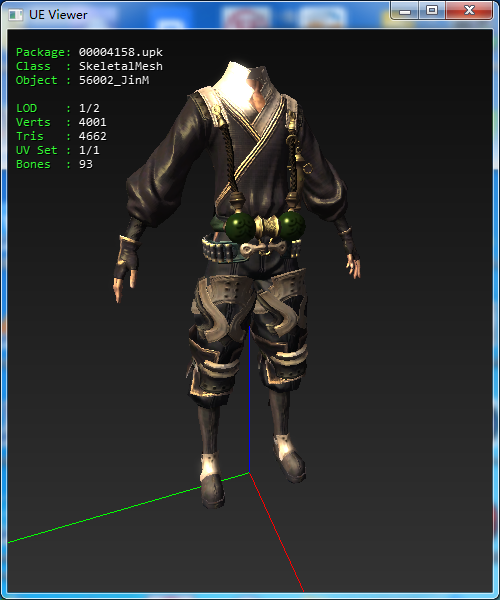 UE Viewer
Package: 00004158.upk
Class : SkeletalMesh
Object : 56002_JinM
LOD : 1/2
Verts : 4001
Tris : 4662
UV Set : 1/1
Bones : 93